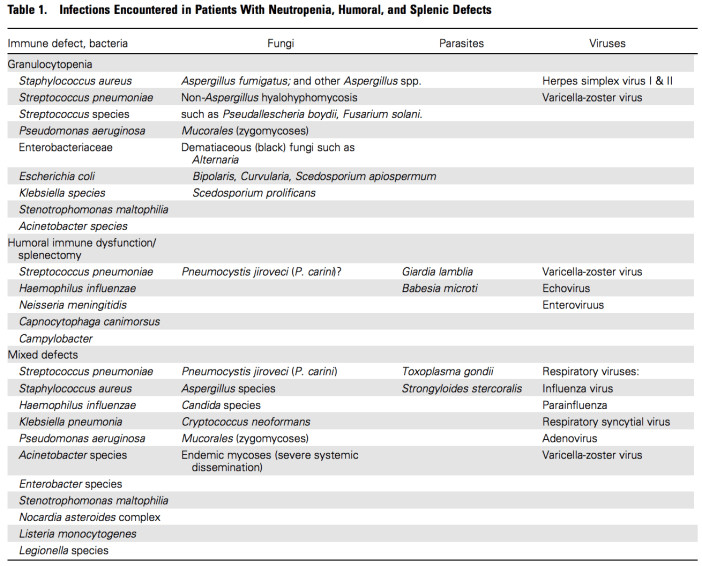 Table 1. Infections Encountered in Patients With Neutropenia, Humoral, and Splenic Defects
Immune defect, bacteria Fungi Parasites Viruses
Granulocytopenia
Staphylococcus aureus Aspergillus fumigatus; and other Aspergillus spp. Herpes simplex virus I & II
Streptococcus pneumoniae Non-Aspergillus hyalohyphomycosis Varicella-zoster virus
Streptococcus species such as Pseudallescheria boydii, Fusarium solani.
Pseudomonas aeruginosa Mucorales (zygomycoses)
Enterobacteriaceae Dematiaceous (black) fungi such as
Alternaria
Escherichia coli Bipolaris, Curvularia, Scedosporium apiospermum
Klebsiella species Scedosporium prolificans
Stenotrophomonas maltophilia
Acinetobacter species
Humoral immune dysfunction/
splenectomy
Streptococcus pneumoniae Pneumocystis jiroveci (P. carini)? Giardia lamblia Varicella-zoster virus
Haemophilus influenzae Babesia microti Echovirus
Neisseria meningitidis Enteroviruus
Capnocytophaga canimorsus
Campylobacter
Mixed defects
Streptococcus pneumoniae Pneumocystis jiroveci (P. carini) Toxoplasma gondii Respiratory viruses:
Staphylococcus aureus Aspergillus species Strongyloides stercoralis Influenza virus
Haemophilus influenzae Candida species Parainfluenza
Klebsiella pneumonia Cryptococcus neoformans Respiratory syncytial virus
Pseudomonas aeruginosa Mucorales (zygomycoses) Adenovirus
Acinetobacter species Endemic mycoses (severe systemic Varicella-zoster virus
dissemination)
Enterobacter species
Stenotrophomonas maltophilia
Nocardia asteroides complex
Listeria monocytogenes
Legionella species